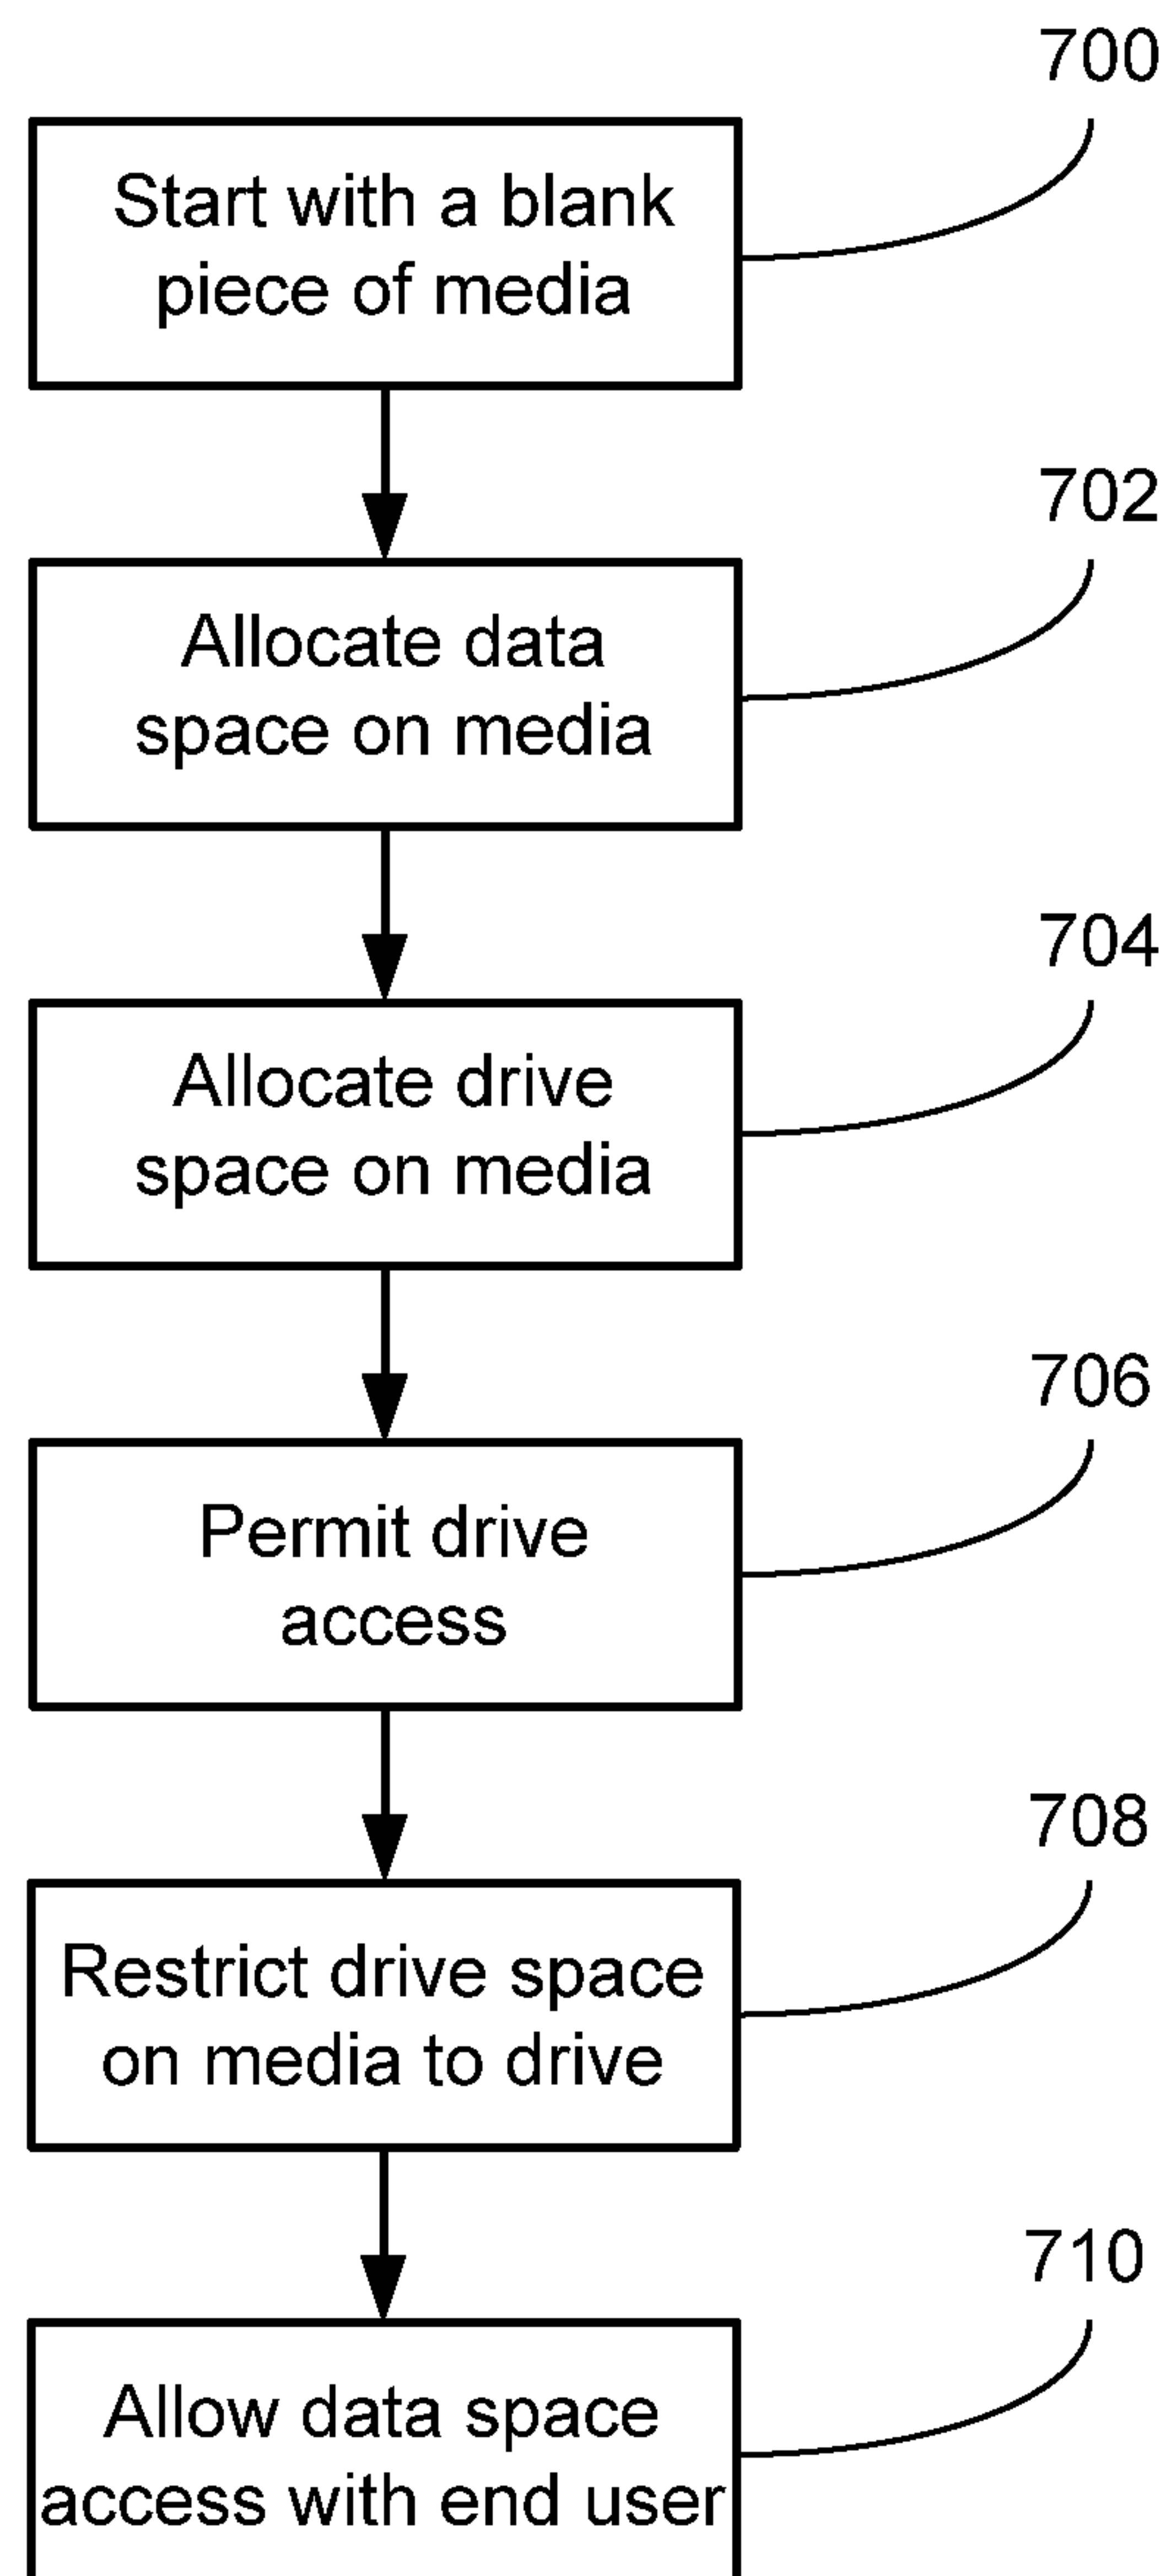 700
Start with a blank
piece of media
702
Allocate data
space on media
704
Allocate drive
space on media
706
Permit drive
access
708
Restrict drive space
on media to drive
710
Allow data space
access with end user